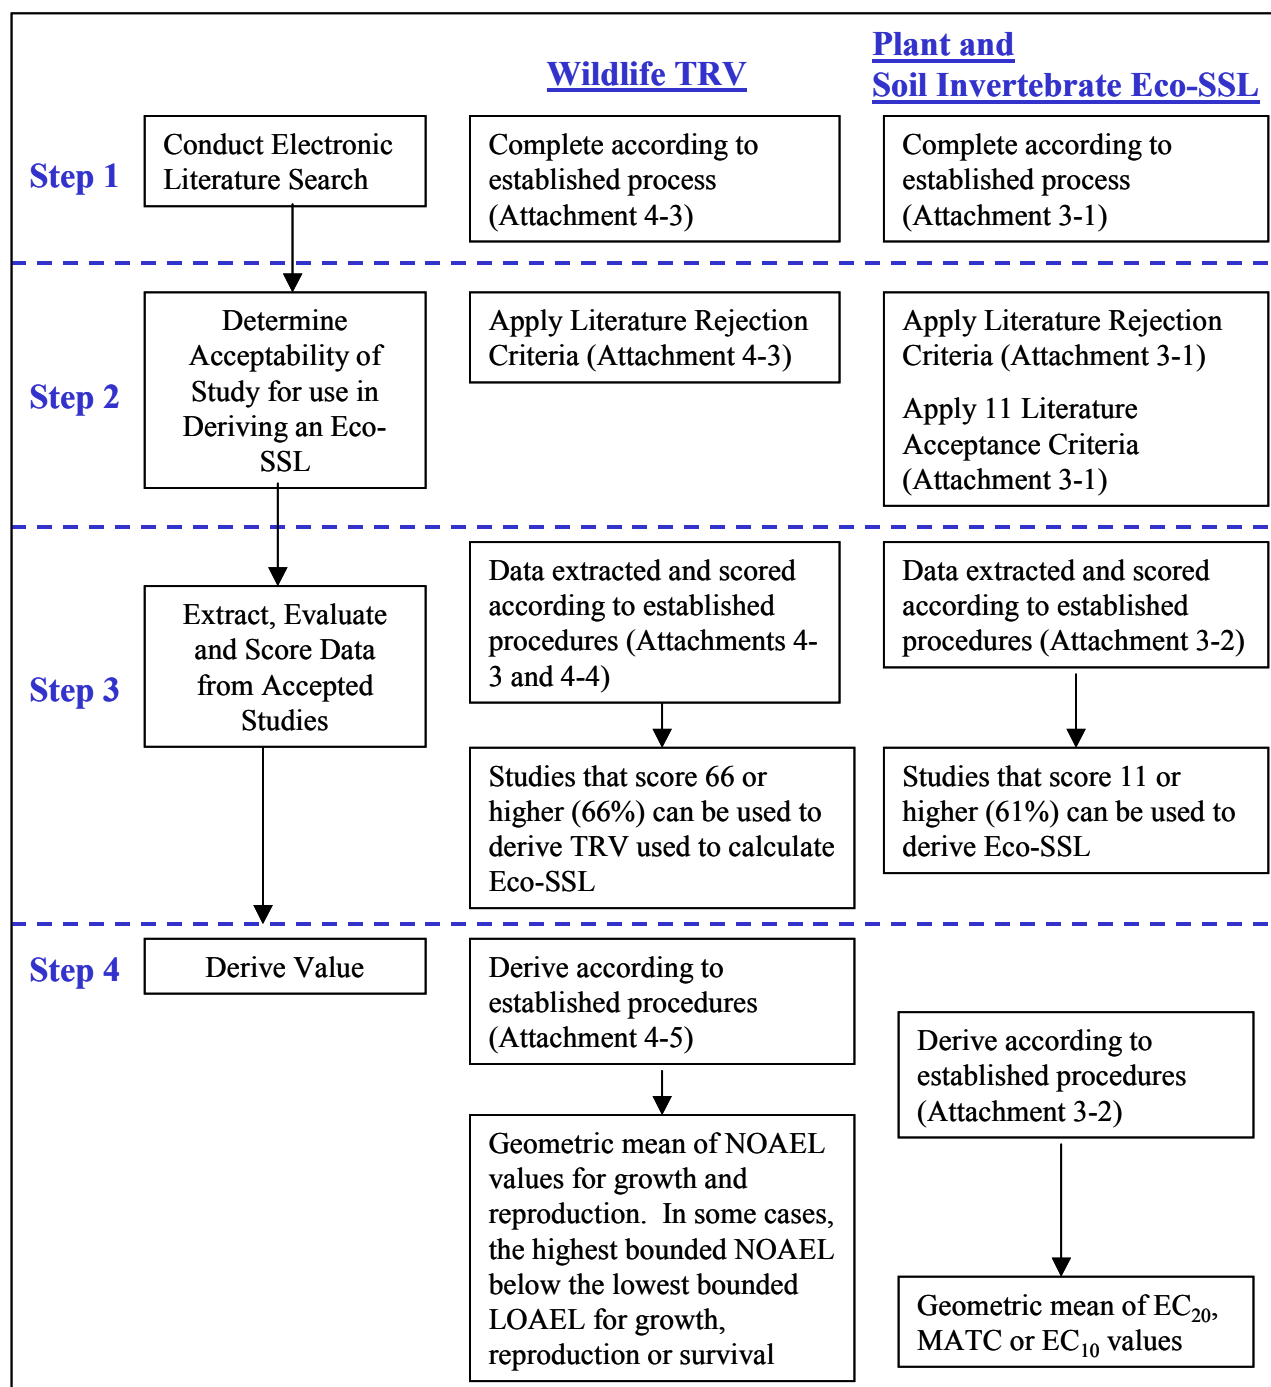 Wildlife TRV
Plant and
Soil Invertebrate Eco-SSL
Step 1
Conduct Electronic
Literature Search
Complete according to
established process
(Attachment 4-3)
Complete according to
established process
(Attachment 3-1)
Step 2
Determine
Acceptability of
Study for use in
Deriving an Eco-
SSL
Apply Literature Rejection
Criteria (Attachment 4-3)
Apply Literature Rejection
Criteria (Attachment 3-1)
Apply 11 Literature
Acceptance Criteria
(Attachment 3-1)
Step 3
Extract, Evaluate
and Score Data
from Accepted
Studies
Data extracted and scored
according to established
procedures (Attachments 4-
3 and 4-4)
Studies that score 66 or
higher (66%) can be used to
derive TRV used to calculate
Eco-SSL
Data extracted and scored
according to established
procedures (Attachment 3-2)
Studies that score 11 or
higher (61%) can be used to
derive Eco-SSL
Step 4
Derive Value
Derive according to
established procedures
(Attachment 4-5)
Geometric mean of NOAEL
values for growth and
reproduction.  In some cases,
the highest bounded NOAEL
below the lowest bounded
LOAEL for growth,
reproduction or survival
Derive according to
established procedures
(Attachment 3-2)
Geometric mean of EC20,
MATC or EC10 values